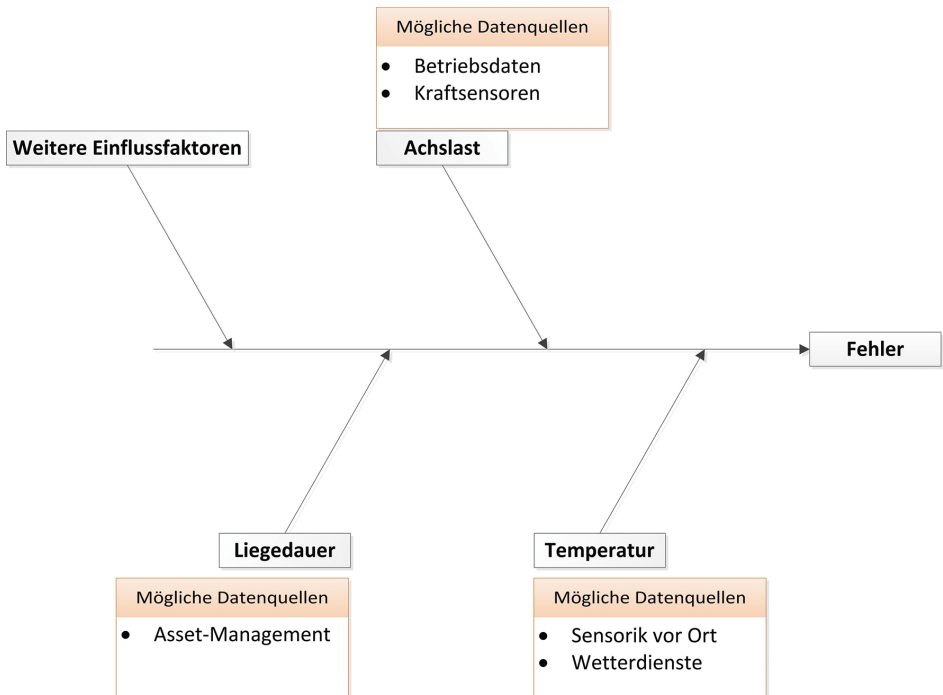 Mögliche Datenquellen
• Betriebsdaten
• Kraftsensoren
Weitere Einflussfaktoren
Achslast
Fehler
Liegedauer
Temperatur
Mögliche Datenquellen
• Asset-Management
Mögliche Datenquellen
• Sensorik vor Ort
• Wetterdienste